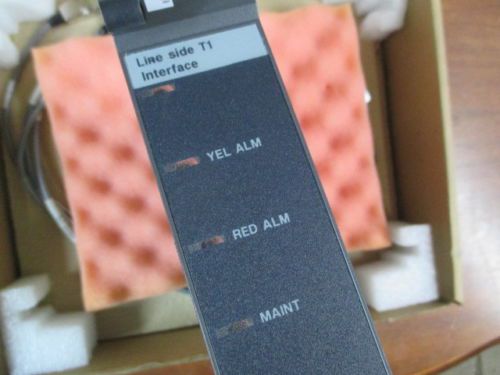 Line side T1
Interface
YEL ALM
RED ALM
MAINT